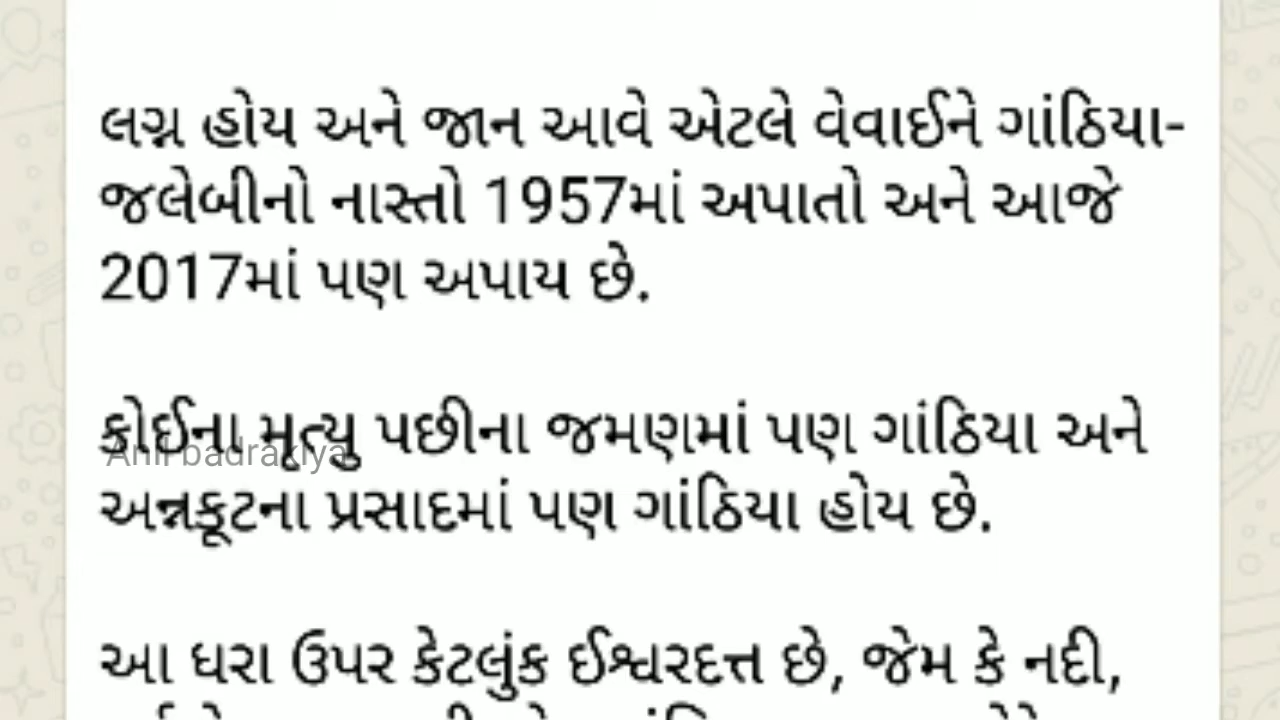 લગ્ન હોય અને જાન આવે એટલે વેવાઈને ગાંઠિયા-
જલેબીનો નાસ્તો 1957માં અપાતો અને આજે
2017માં પણ અપાય છે.
કોઈના મૃત્યુ પછીના જમણમાં પણ ગાંઠિયા અને
Anil badrakiya
અન્નકૂટના પ્રસાદમાં પણ ગાંઠિયા હોય છે.
આ ધરા ઉપર કેટલુંક ઈશ્વરદત્ત છે, જેમ કે નદી,